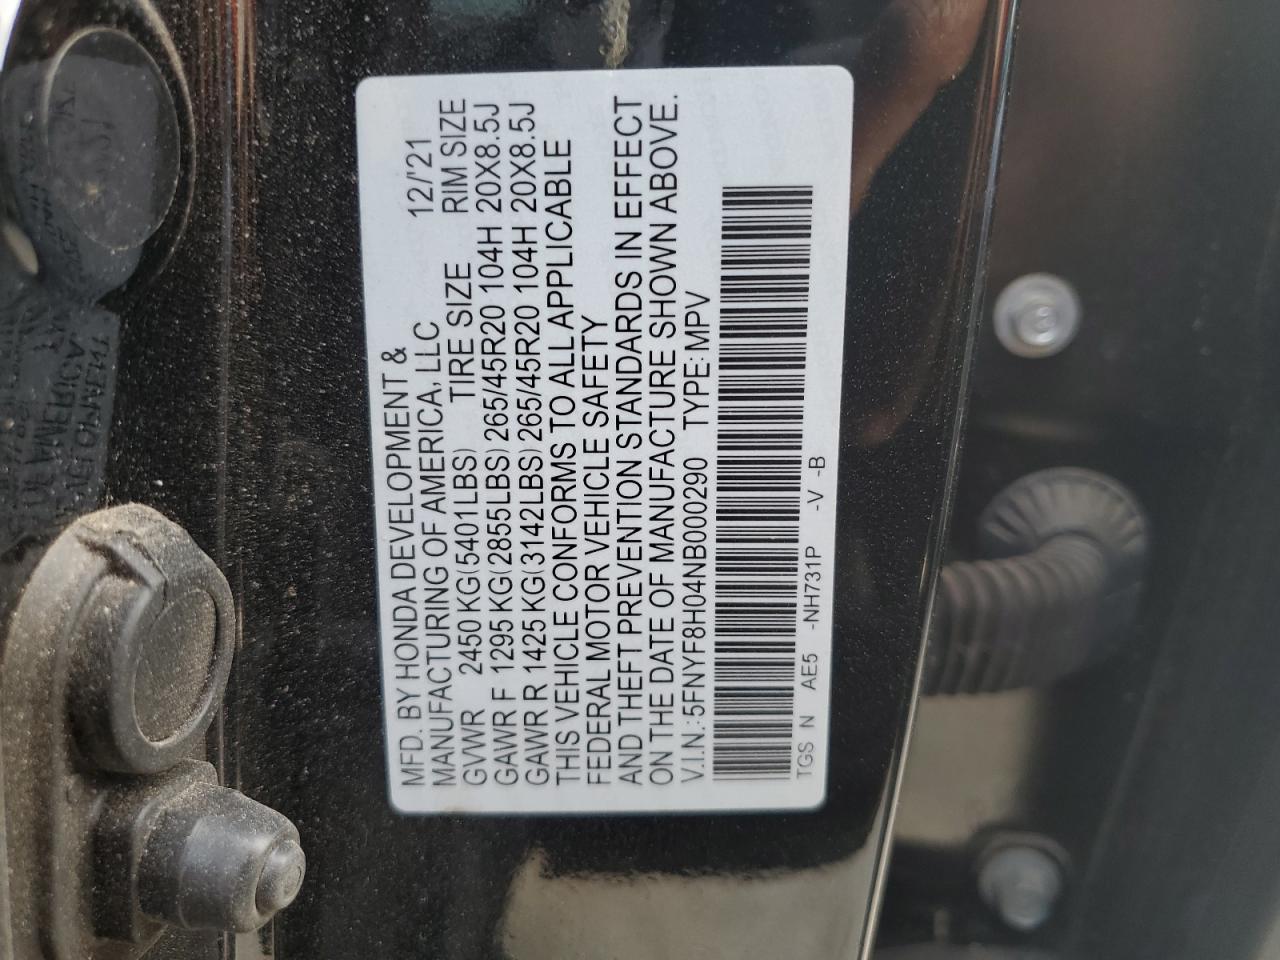 MFD. BY HONDA DEVELOPMENT &
MANUFACTURING OF AMERICA, LLC 12/'21
GVWR 2450 KG(5401LBS) TIRE SIZE RIM SIZE
GAWR F 1295 KG(2855LBS) 265/45R20 104H 20X8.5J
GAWR R 1425 KG(3142LBS) 265/45R20 104H 20X8.5J
THIS VEHICLE CONFORMS TO ALL APPLICABLE
FEDERAL MOTOR VEHICLE SAFETY
AND THEFT PREVENTION STANDARDS IN EFFECT
ON THE DATE OF MANUFACTURE SHOWN ABOVE.
V.I.N.: 5FNYF8H04NB000290 TYPE: MPV
TGS N AE5 -NH731P -V -B